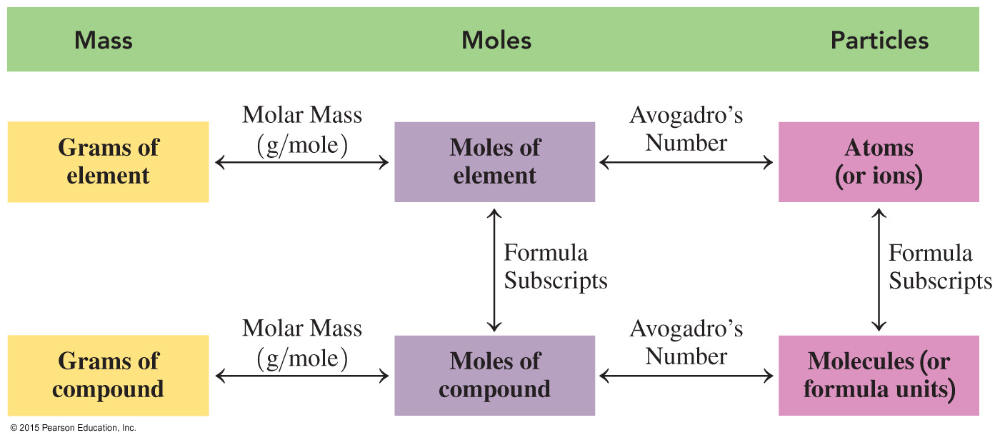 Mass Moles Particles
Molar Mass
(g/mole)
Avogadro's
Number
Grams of
element
Moles of
element
Atoms
(or ions)
Formula
Subscripts
Formula
Subscripts
Molar Mass
(g/mole)
Avogadro's
Number
Grams of
compound
Moles of
compound
Molecules (or
formula units)
© 2015 Pearson Education, Inc.